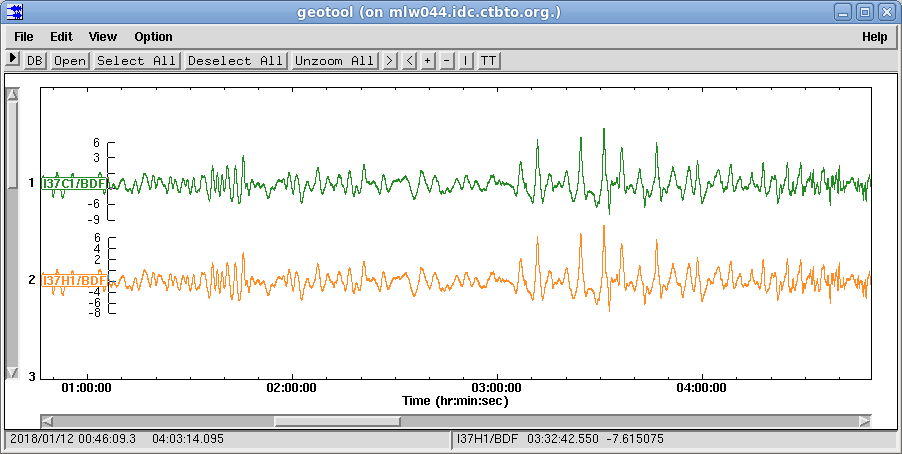 geotool (on mlw044.idc.ctbto.org.)
File Edit View Option Help
DB Open Select All Deselect All Unzoom All > < + - | TT
6
3
1 I37C1/BDF
-6
-9
6
4
2
2 I37H1/BDF
-4
-6
-8
3
01:00:00 02:00:00 03:00:00 04:00:00
Time (hr:min:sec)
2018/01/12 00:46:09.3 04:03:14.095 I37H1/BDF 03:32:42.550 -7.615075